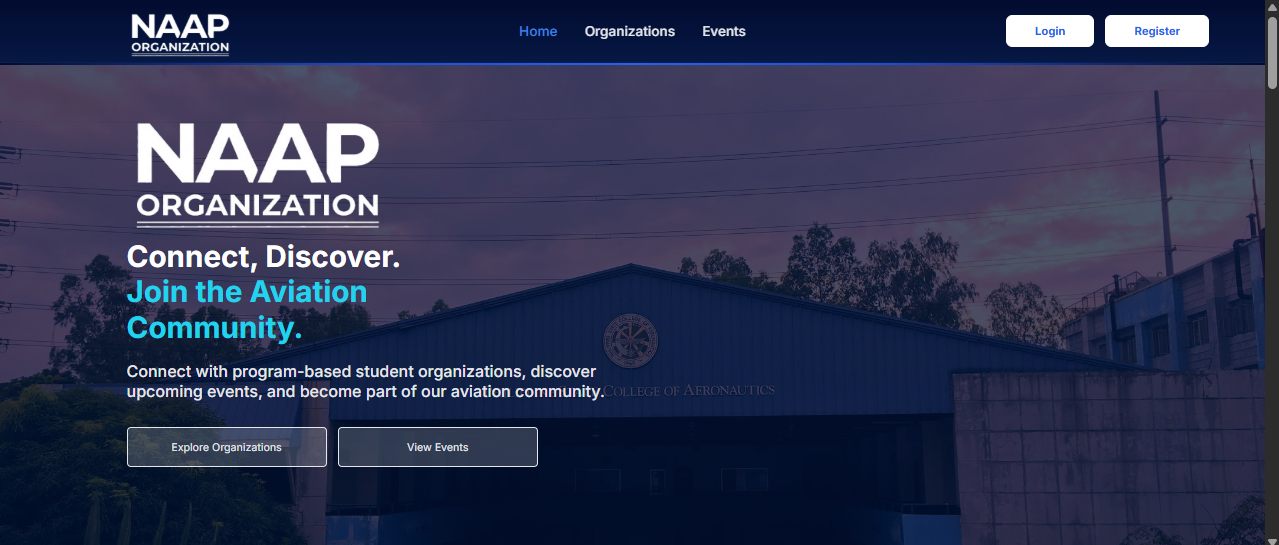 NAAP
ORGANIZATION
Home
Organizations
Events
Login
Register
NAAP
ORGANIZATION
Connect, Discover.
Join the Aviation
Community.
Connect with program-based student organizations, discover
upcoming events, and become part of our aviation community.
College of Aeronautics
Explore Organizations
View Events